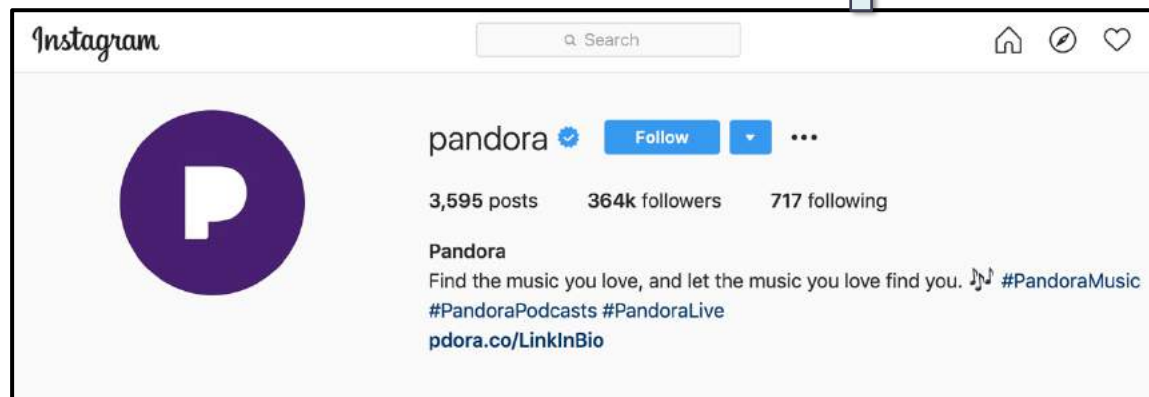 Instagram
Search
pandora Follow
3,595 posts 364k followers 717 following
P
Pandora
Find the music you love, and let the music you love find you. 🎶 #PandoraMusic
#PandoraPodcasts #PandoraLive
pdora.co/LinkInBio